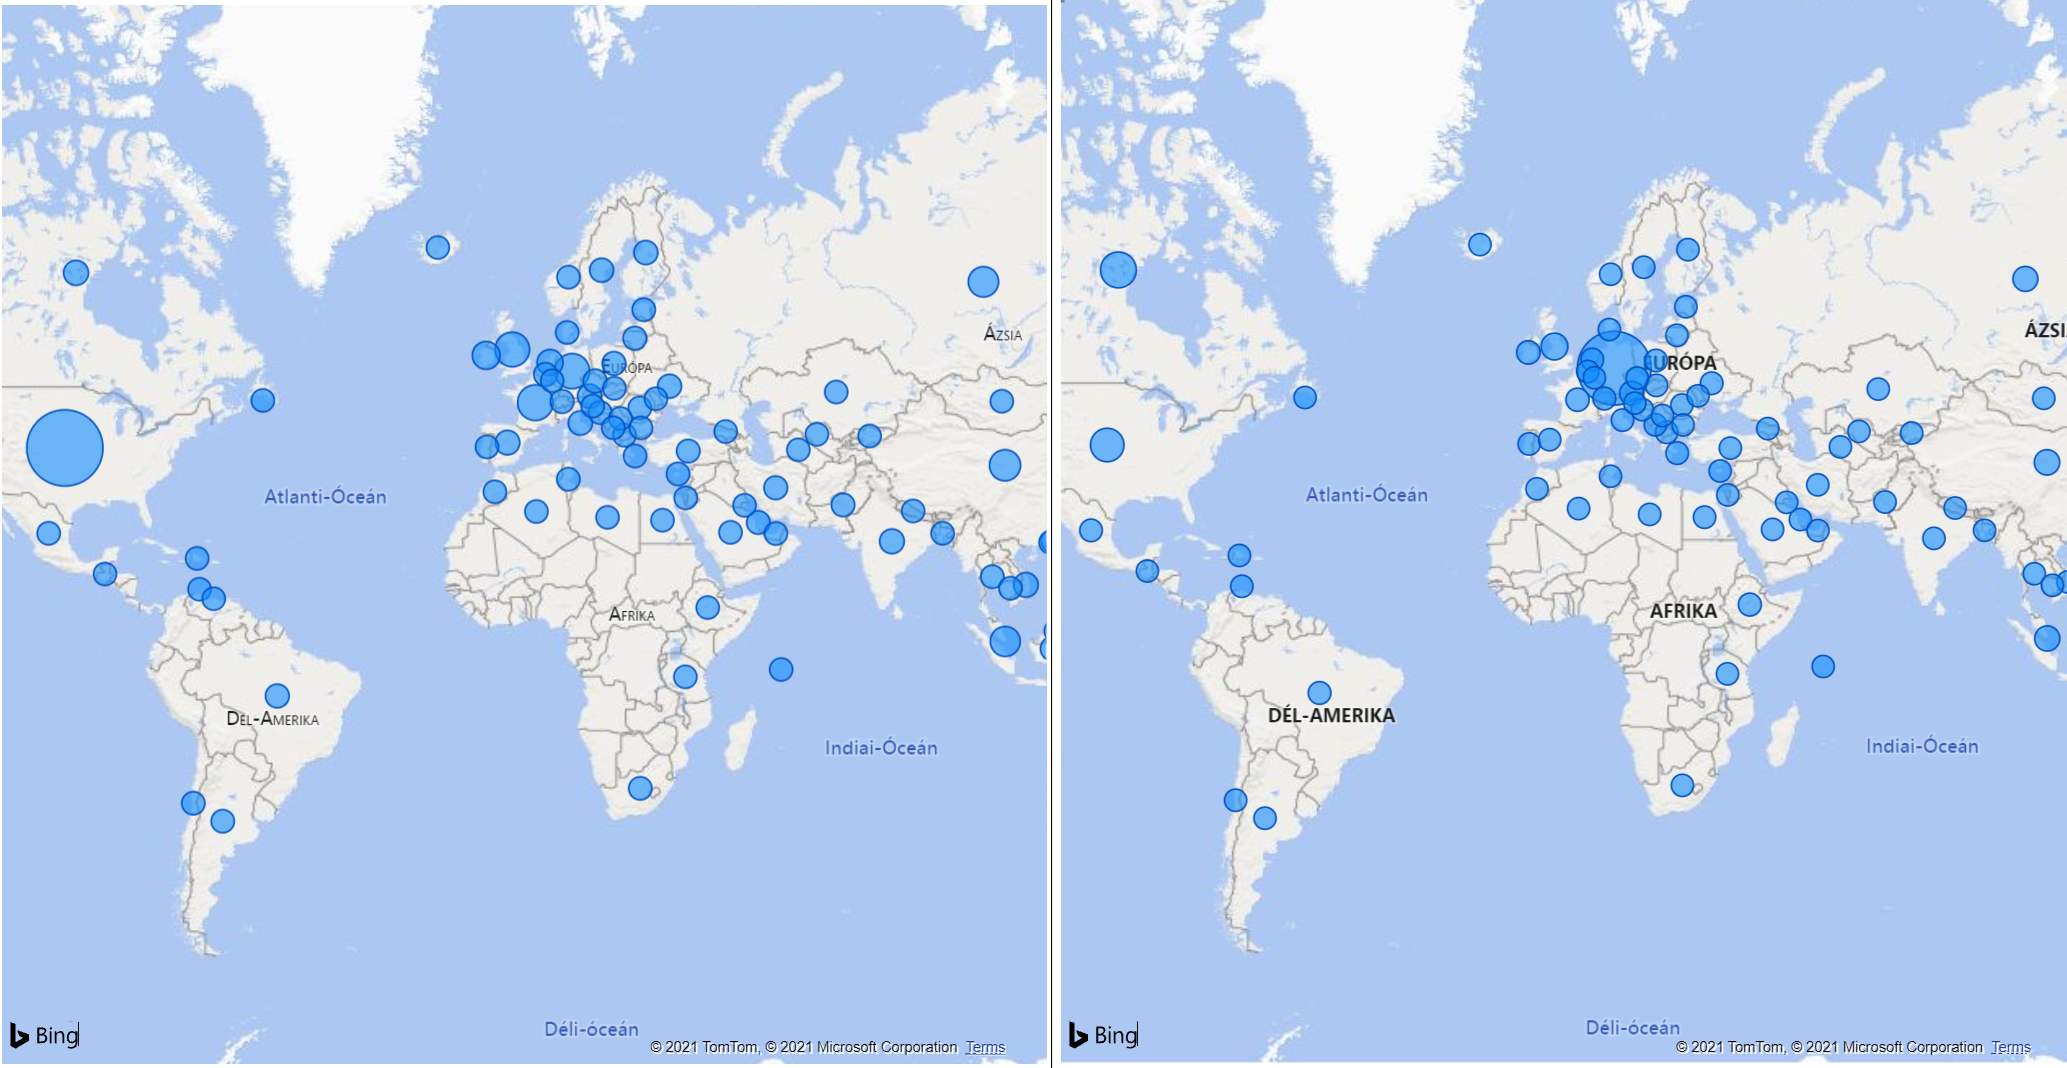 ÁZSIA
EURÓPA
Atlanti-Óceán
AFRIKA
DÉL-AMERIKA
Indiai-Óceán
Déli-óceán
Bing
© 2021 TomTom, © 2021 Microsoft Corporation Terms
ÁZSI
EURÓPA
Atlanti-Óceán
AFRIKA
DÉL-AMERIKA
Indiai-Óceán
Déli-óceán
Bing
© 2021 TomTom, © 2021 Microsoft Corporation Terms